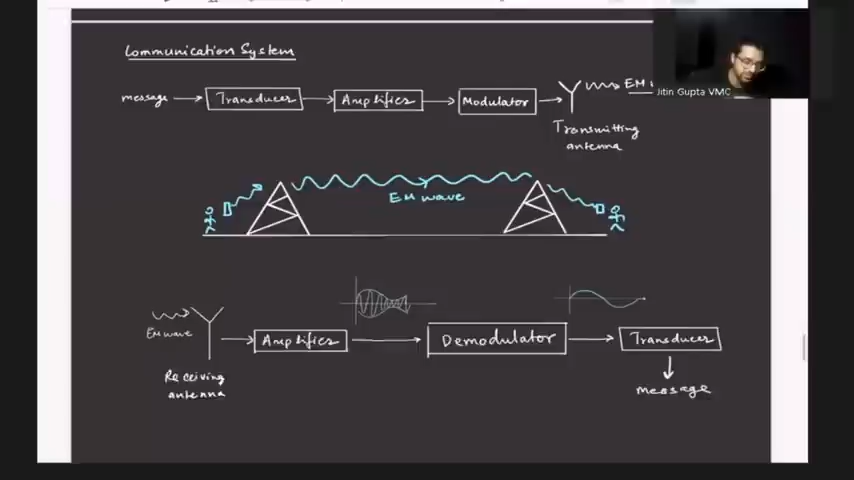 Communication System
message Transducer Amplifier Modulator EM
Jitin Gupta VMC
Transmitting
antenna
EM wave
EM wave
Amplifier Demodulator Transducer
Receiving
antenna
message